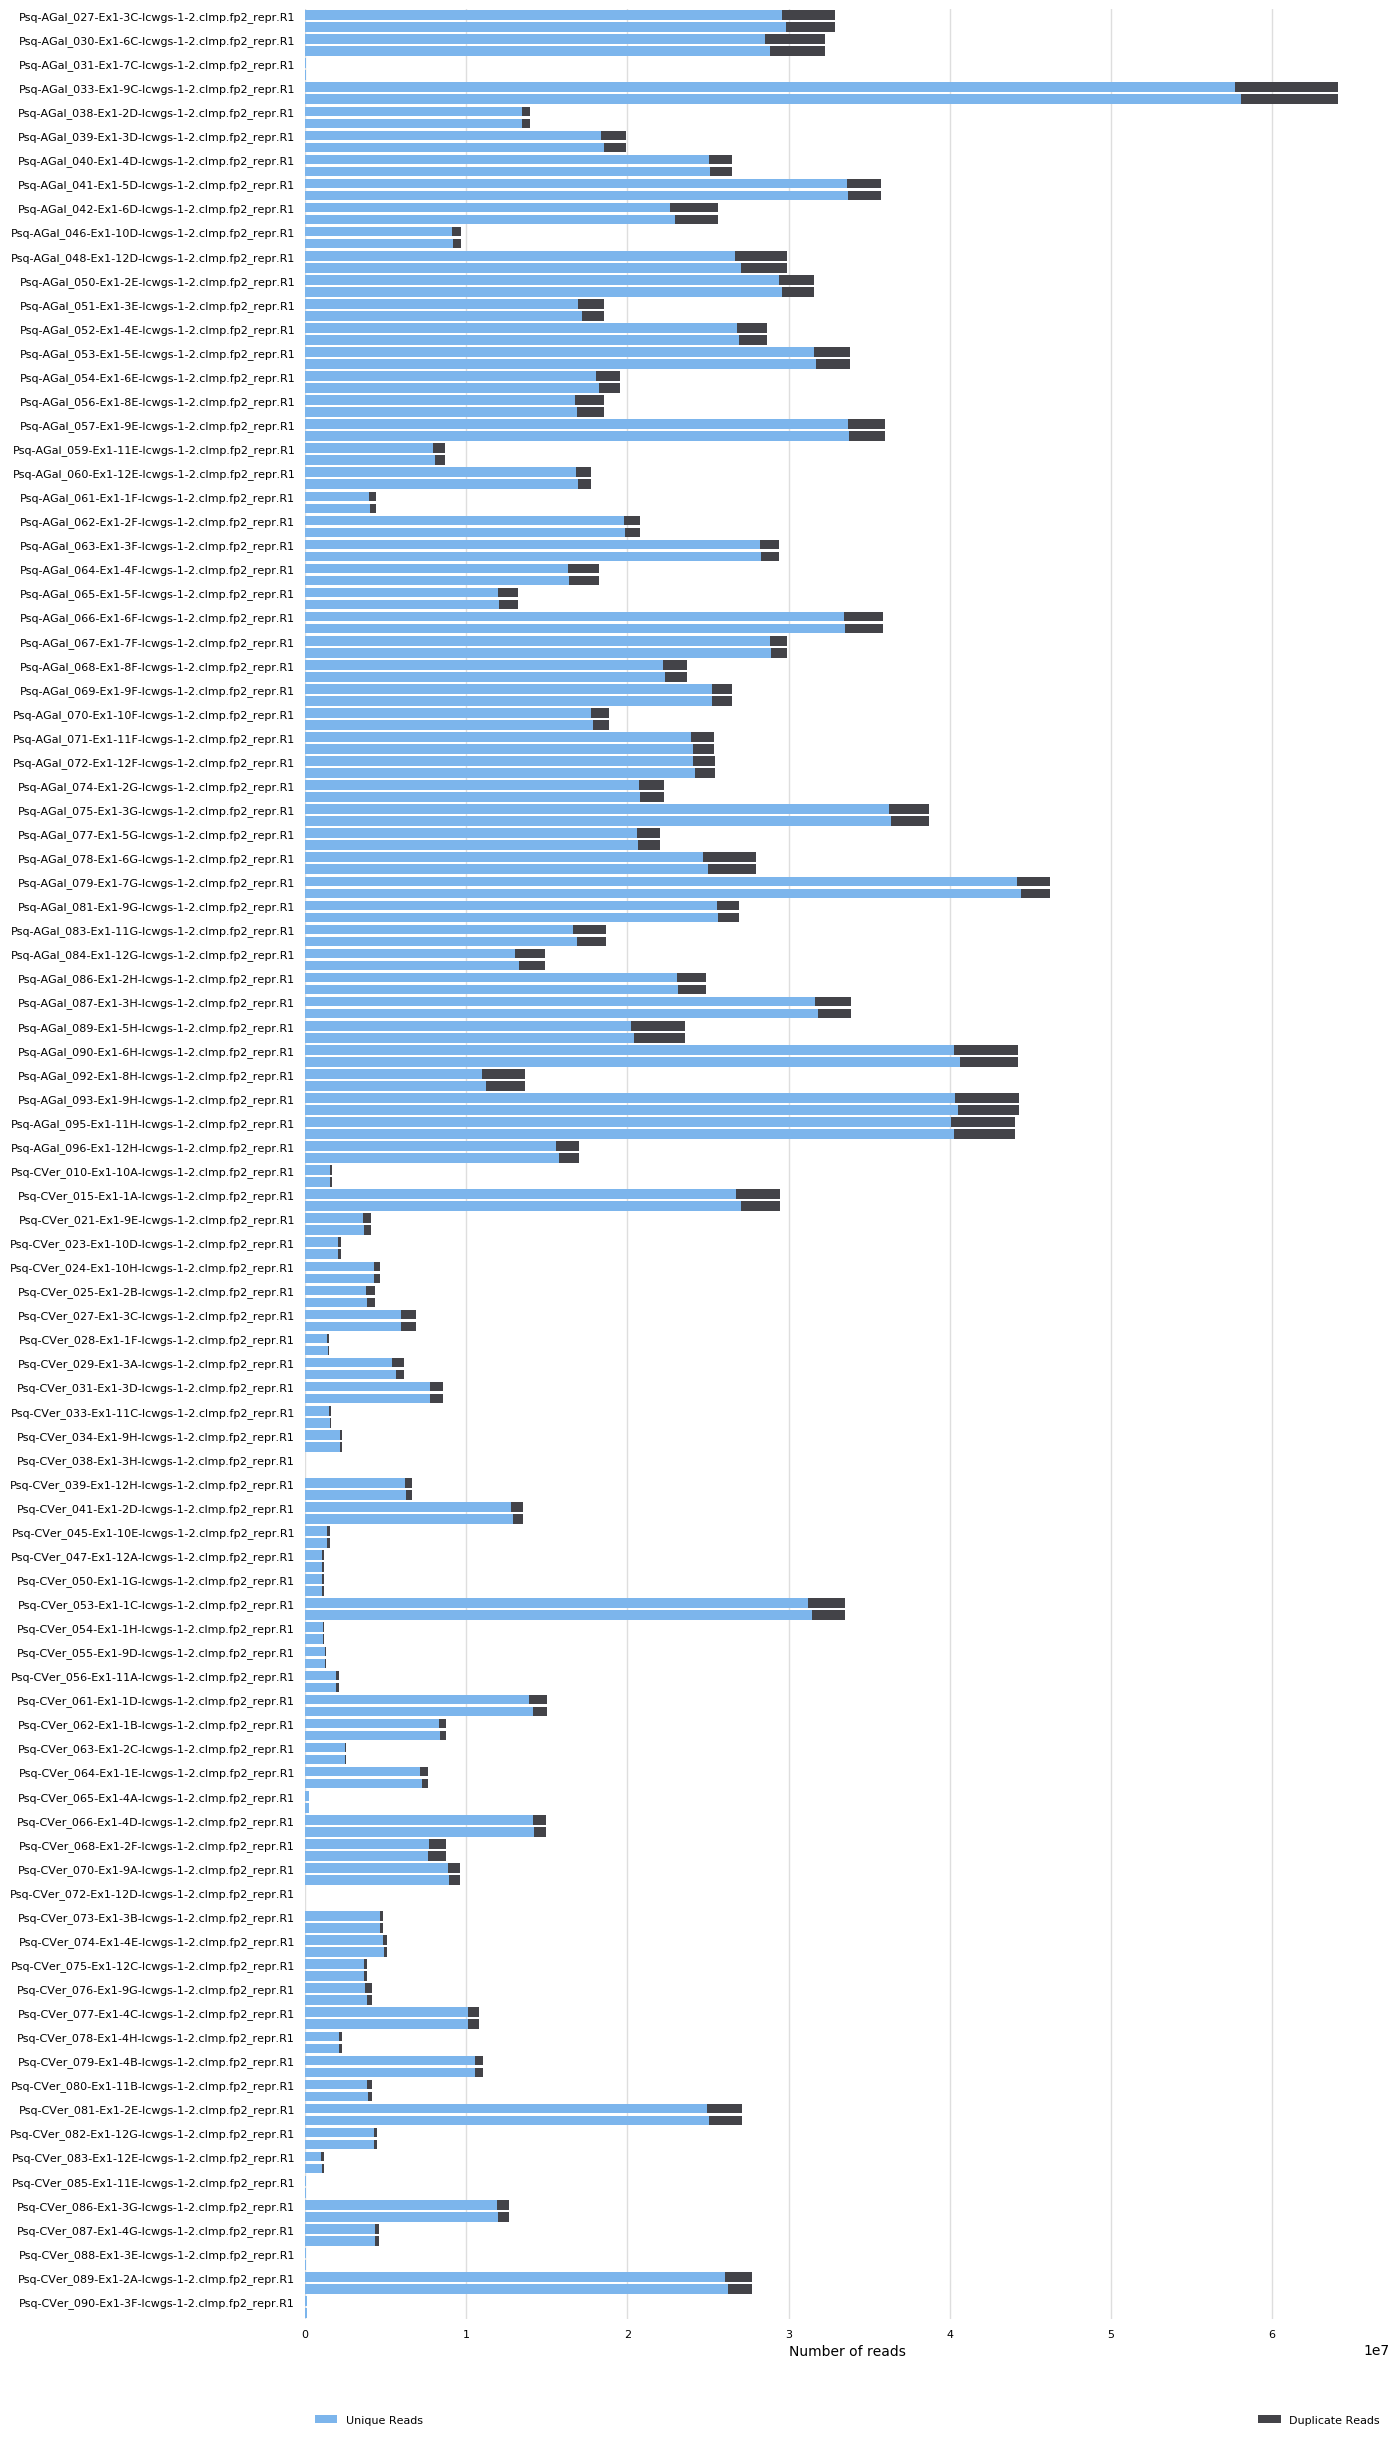 Psq-AGal_027-Ex1-3C-lcwgs-1-2.clmp.fp2_repr.R1
Psq-AGal_030-Ex1-6C-lcwgs-1-2.clmp.fp2_repr.R1
Psq-AGal_031-Ex1-7C-lcwgs-1-2.clmp.fp2_repr.R1
Psq-AGal_033-Ex1-9C-lcwgs-1-2.clmp.fp2_repr.R1
Psq-AGal_038-Ex1-2D-lcwgs-1-2.clmp.fp2_repr.R1
Psq-AGal_039-Ex1-3D-lcwgs-1-2.clmp.fp2_repr.R1
Psq-AGal_040-Ex1-4D-lcwgs-1-2.clmp.fp2_repr.R1
Psq-AGal_041-Ex1-5D-lcwgs-1-2.clmp.fp2_repr.R1
Psq-AGal_042-Ex1-6D-lcwgs-1-2.clmp.fp2_repr.R1
Psq-AGal_046-Ex1-10D-lcwgs-1-2.clmp.fp2_repr.R1
Psq-AGal_048-Ex1-12D-lcwgs-1-2.clmp.fp2_repr.R1
Psq-AGal_050-Ex1-2E-lcwgs-1-2.clmp.fp2_repr.R1
Psq-AGal_051-Ex1-3E-lcwgs-1-2.clmp.fp2_repr.R1
Psq-AGal_052-Ex1-4E-lcwgs-1-2.clmp.fp2_repr.R1
Psq-AGal_053-Ex1-5E-lcwgs-1-2.clmp.fp2_repr.R1
Psq-AGal_054-Ex1-6E-lcwgs-1-2.clmp.fp2_repr.R1
Psq-AGal_056-Ex1-8E-lcwgs-1-2.clmp.fp2_repr.R1
Psq-AGal_057-Ex1-9E-lcwgs-1-2.clmp.fp2_repr.R1
Psq-AGal_059-Ex1-11E-lcwgs-1-2.clmp.fp2_repr.R1
Psq-AGal_060-Ex1-12E-lcwgs-1-2.clmp.fp2_repr.R1
Psq-AGal_061-Ex1-1F-lcwgs-1-2.clmp.fp2_repr.R1
Psq-AGal_062-Ex1-2F-lcwgs-1-2.clmp.fp2_repr.R1
Psq-AGal_063-Ex1-3F-lcwgs-1-2.clmp.fp2_repr.R1
Psq-AGal_064-Ex1-4F-lcwgs-1-2.clmp.fp2_repr.R1
Psq-AGal_065-Ex1-5F-lcwgs-1-2.clmp.fp2_repr.R1
Psq-AGal_066-Ex1-6F-lcwgs-1-2.clmp.fp2_repr.R1
Psq-AGal_067-Ex1-7F-lcwgs-1-2.clmp.fp2_repr.R1
Psq-AGal_068-Ex1-8F-lcwgs-1-2.clmp.fp2_repr.R1
Psq-AGal_069-Ex1-9F-lcwgs-1-2.clmp.fp2_repr.R1
Psq-AGal_070-Ex1-10F-lcwgs-1-2.clmp.fp2_repr.R1
Psq-AGal_071-Ex1-11F-lcwgs-1-2.clmp.fp2_repr.R1
Psq-AGal_072-Ex1-12F-lcwgs-1-2.clmp.fp2_repr.R1
Psq-AGal_074-Ex1-2G-lcwgs-1-2.clmp.fp2_repr.R1
Psq-AGal_075-Ex1-3G-lcwgs-1-2.clmp.fp2_repr.R1
Psq-AGal_077-Ex1-5G-lcwgs-1-2.clmp.fp2_repr.R1
Psq-AGal_078-Ex1-6G-lcwgs-1-2.clmp.fp2_repr.R1
Psq-AGal_079-Ex1-7G-lcwgs-1-2.clmp.fp2_repr.R1
Psq-AGal_081-Ex1-9G-lcwgs-1-2.clmp.fp2_repr.R1
Psq-AGal_083-Ex1-11G-lcwgs-1-2.clmp.fp2_repr.R1
Psq-AGal_084-Ex1-12G-lcwgs-1-2.clmp.fp2_repr.R1
Psq-AGal_086-Ex1-2H-lcwgs-1-2.clmp.fp2_repr.R1
Psq-AGal_087-Ex1-3H-lcwgs-1-2.clmp.fp2_repr.R1
Psq-AGal_089-Ex1-5H-lcwgs-1-2.clmp.fp2_repr.R1
Psq-AGal_090-Ex1-6H-lcwgs-1-2.clmp.fp2_repr.R1
Psq-AGal_092-Ex1-8H-lcwgs-1-2.clmp.fp2_repr.R1
Psq-AGal_093-Ex1-9H-lcwgs-1-2.clmp.fp2_repr.R1
Psq-AGal_095-Ex1-11H-lcwgs-1-2.clmp.fp2_repr.R1
Psq-AGal_096-Ex1-12H-lcwgs-1-2.clmp.fp2_repr.R1
Psq-CVer_010-Ex1-10A-lcwgs-1-2.clmp.fp2_repr.R1
Psq-CVer_015-Ex1-1A-lcwgs-1-2.clmp.fp2_repr.R1
Psq-CVer_021-Ex1-9E-lcwgs-1-2.clmp.fp2_repr.R1
Psq-CVer_023-Ex1-10D-lcwgs-1-2.clmp.fp2_repr.R1
Psq-CVer_024-Ex1-10H-lcwgs-1-2.clmp.fp2_repr.R1
Psq-CVer_025-Ex1-2B-lcwgs-1-2.clmp.fp2_repr.R1
Psq-CVer_027-Ex1-3C-lcwgs-1-2.clmp.fp2_repr.R1
Psq-CVer_028-Ex1-1F-lcwgs-1-2.clmp.fp2_repr.R1
Psq-CVer_029-Ex1-3A-lcwgs-1-2.clmp.fp2_repr.R1
Psq-CVer_031-Ex1-3D-lcwgs-1-2.clmp.fp2_repr.R1
Psq-CVer_033-Ex1-11C-lcwgs-1-2.clmp.fp2_repr.R1
Psq-CVer_034-Ex1-9H-lcwgs-1-2.clmp.fp2_repr.R1
Psq-CVer_038-Ex1-3H-lcwgs-1-2.clmp.fp2_repr.R1
Psq-CVer_039-Ex1-12H-lcwgs-1-2.clmp.fp2_repr.R1
Psq-CVer_041-Ex1-2D-lcwgs-1-2.clmp.fp2_repr.R1
Psq-CVer_045-Ex1-10E-lcwgs-1-2.clmp.fp2_repr.R1
Psq-CVer_047-Ex1-12A-lcwgs-1-2.clmp.fp2_repr.R1
Psq-CVer_050-Ex1-1G-lcwgs-1-2.clmp.fp2_repr.R1
Psq-CVer_053-Ex1-1C-lcwgs-1-2.clmp.fp2_repr.R1
Psq-CVer_054-Ex1-1H-lcwgs-1-2.clmp.fp2_repr.R1
Psq-CVer_055-Ex1-9D-lcwgs-1-2.clmp.fp2_repr.R1
Psq-CVer_056-Ex1-11A-lcwgs-1-2.clmp.fp2_repr.R1
Psq-CVer_061-Ex1-1D-lcwgs-1-2.clmp.fp2_repr.R1
Psq-CVer_062-Ex1-1B-lcwgs-1-2.clmp.fp2_repr.R1
Psq-CVer_063-Ex1-2C-lcwgs-1-2.clmp.fp2_repr.R1
Psq-CVer_064-Ex1-1E-lcwgs-1-2.clmp.fp2_repr.R1
Psq-CVer_065-Ex1-4A-lcwgs-1-2.clmp.fp2_repr.R1
Psq-CVer_066-Ex1-4D-lcwgs-1-2.clmp.fp2_repr.R1
Psq-CVer_068-Ex1-2F-lcwgs-1-2.clmp.fp2_repr.R1
Psq-CVer_070-Ex1-9A-lcwgs-1-2.clmp.fp2_repr.R1
Psq-CVer_072-Ex1-12D-lcwgs-1-2.clmp.fp2_repr.R1
Psq-CVer_073-Ex1-3B-lcwgs-1-2.clmp.fp2_repr.R1
Psq-CVer_074-Ex1-4E-lcwgs-1-2.clmp.fp2_repr.R1
Psq-CVer_075-Ex1-12C-lcwgs-1-2.clmp.fp2_repr.R1
Psq-CVer_076-Ex1-9G-lcwgs-1-2.clmp.fp2_repr.R1
Psq-CVer_077-Ex1-4C-lcwgs-1-2.clmp.fp2_repr.R1
Psq-CVer_078-Ex1-4H-lcwgs-1-2.clmp.fp2_repr.R1
Psq-CVer_079-Ex1-4B-lcwgs-1-2.clmp.fp2_repr.R1
Psq-CVer_080-Ex1-11B-lcwgs-1-2.clmp.fp2_repr.R1
Psq-CVer_081-Ex1-2E-lcwgs-1-2.clmp.fp2_repr.R1
Psq-CVer_082-Ex1-12G-lcwgs-1-2.clmp.fp2_repr.R1
Psq-CVer_083-Ex1-12E-lcwgs-1-2.clmp.fp2_repr.R1
Psq-CVer_085-Ex1-11E-lcwgs-1-2.clmp.fp2_repr.R1
Psq-CVer_086-Ex1-3G-lcwgs-1-2.clmp.fp2_repr.R1
Psq-CVer_087-Ex1-4G-lcwgs-1-2.clmp.fp2_repr.R1
Psq-CVer_088-Ex1-3E-lcwgs-1-2.clmp.fp2_repr.R1
Psq-CVer_089-Ex1-2A-lcwgs-1-2.clmp.fp2_repr.R1
Psq-CVer_090-Ex1-3F-lcwgs-1-2.clmp.fp2_repr.R1
0 1 2 3 4 5 6
Number of reads 1e7
Unique Reads Duplicate Reads